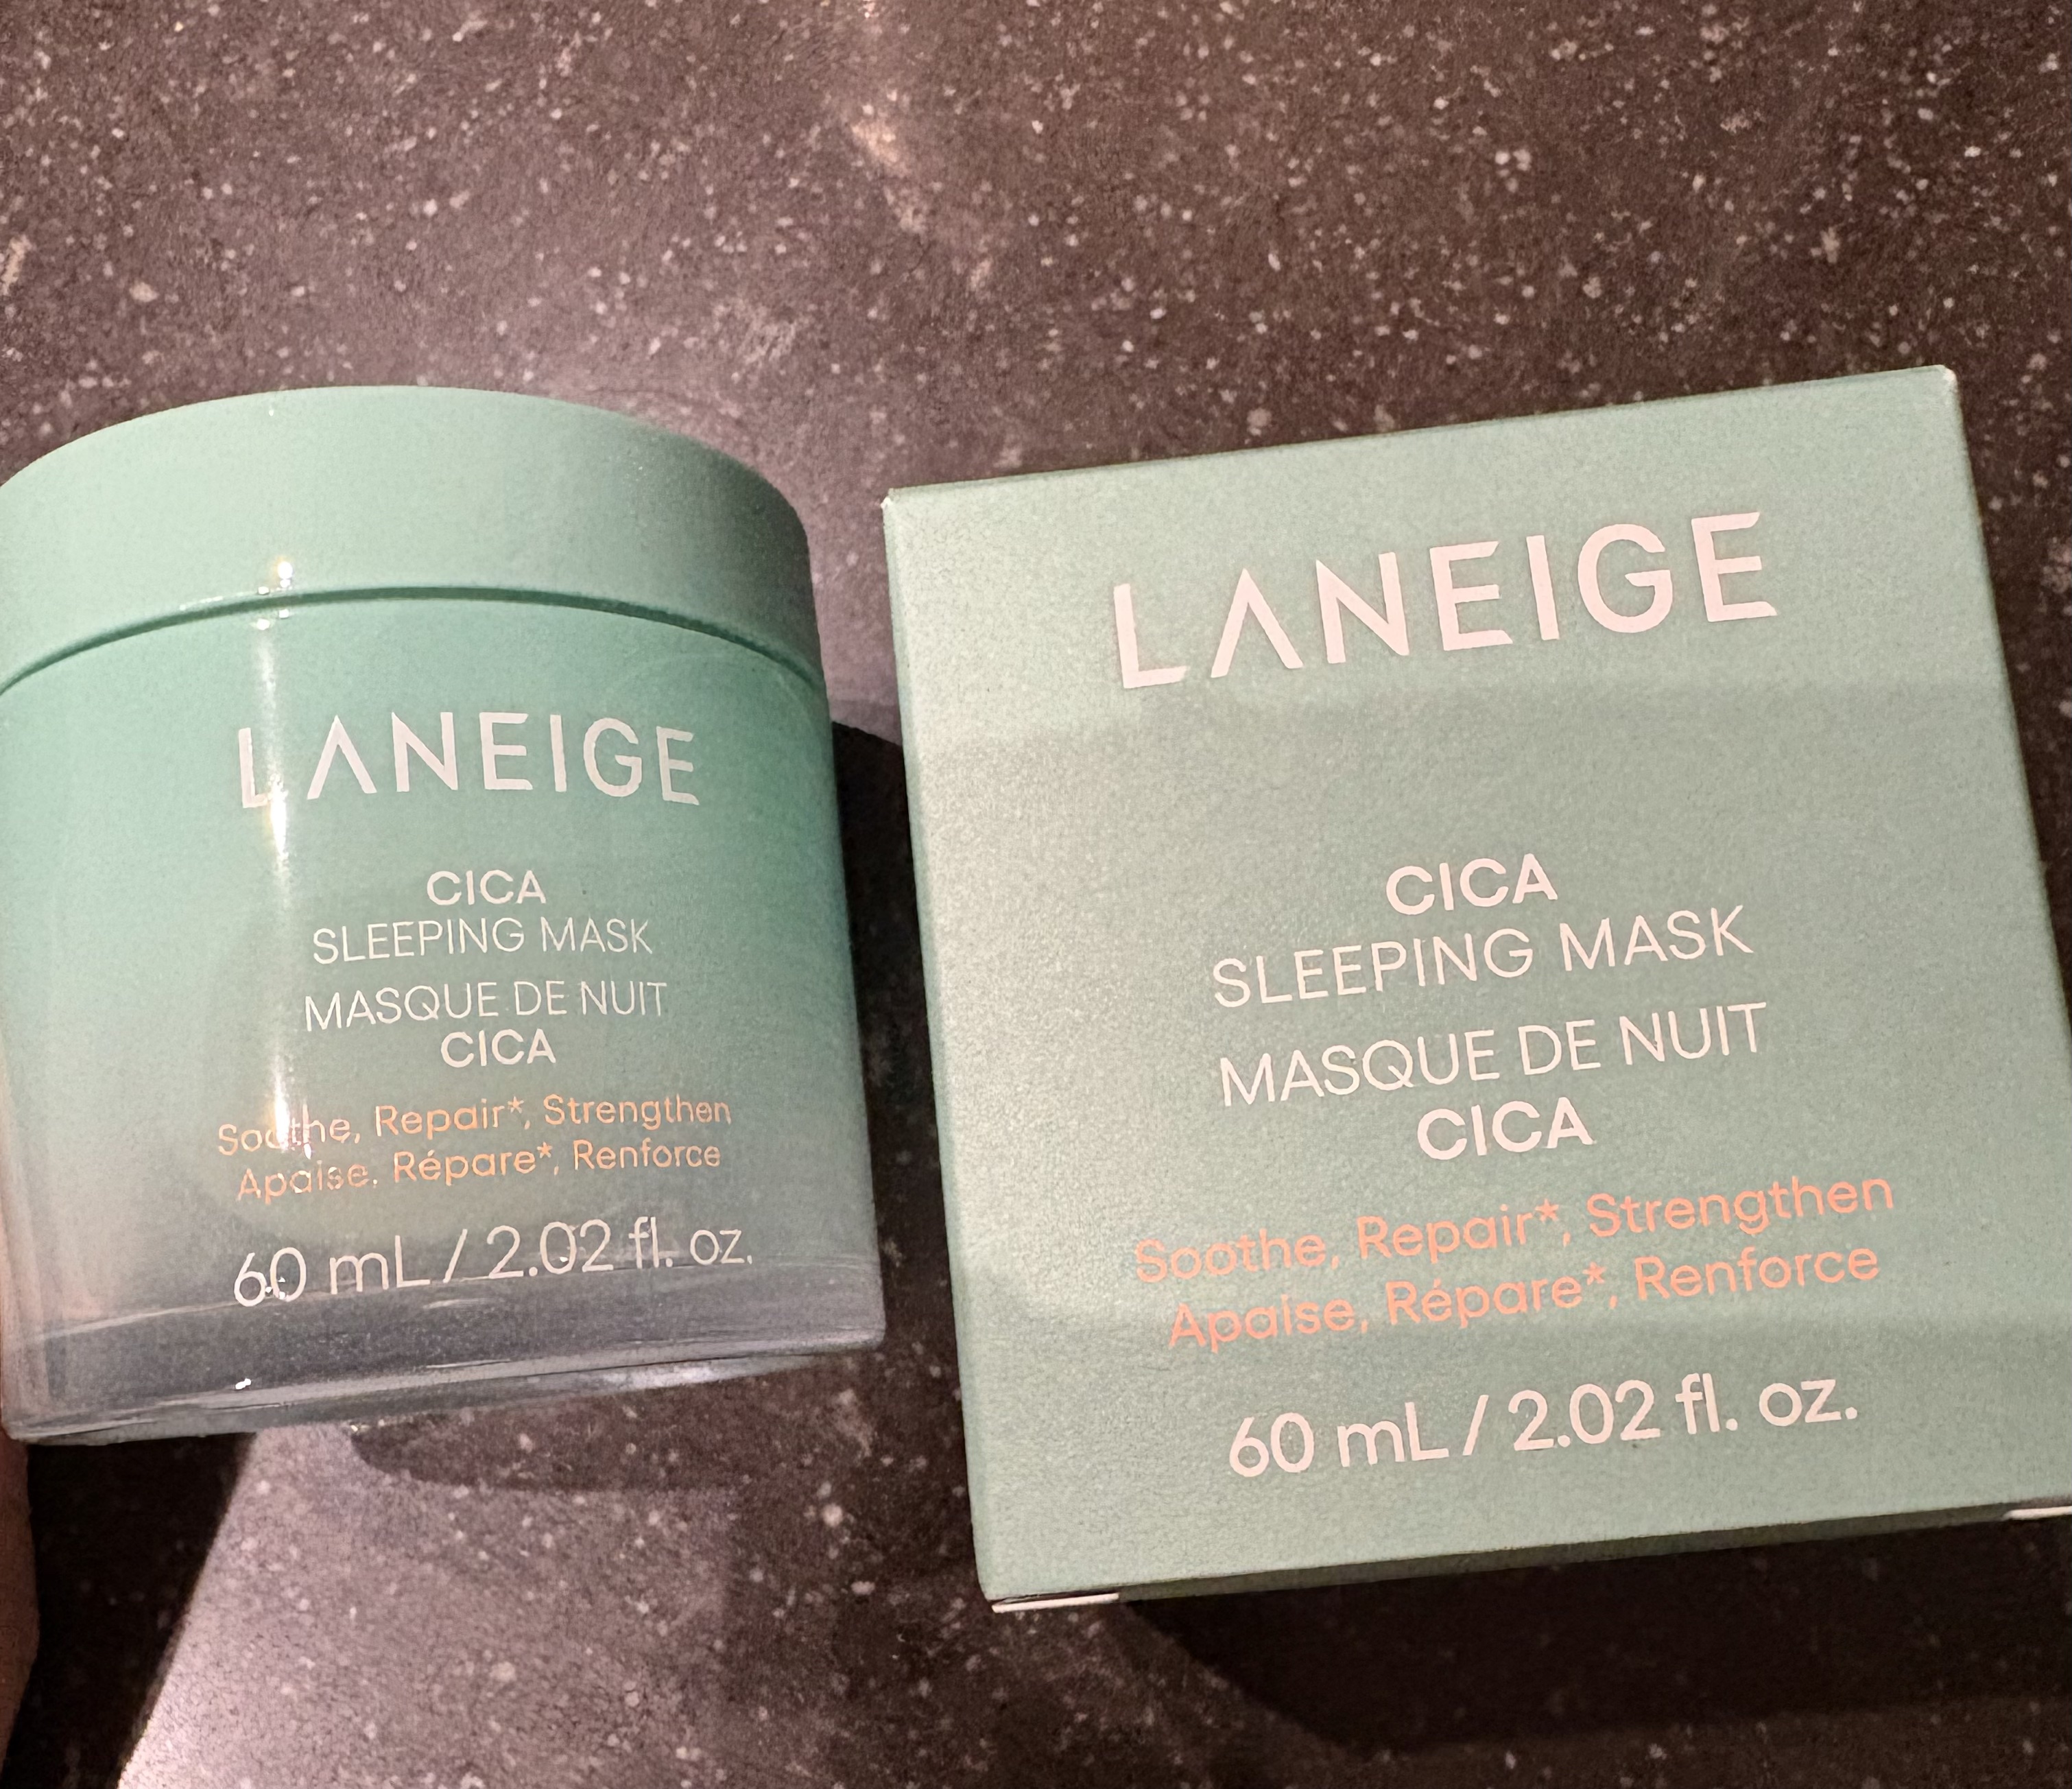 LANEIGE
CICA
SLEEPING MASK
MASQUE DE NUIT
CICA
Soothe, Repair*, Strengthen
Apaise, Répare*, Renforce
60 mL / 2.02 fl. oz.
LANEIGE
CICA
SLEEPING MASK
MASQUE DE NUIT
CICA
Soothe, Repair*, Strengthen
Apaise, Répare*, Renforce
60 mL / 2.02 fl. oz.